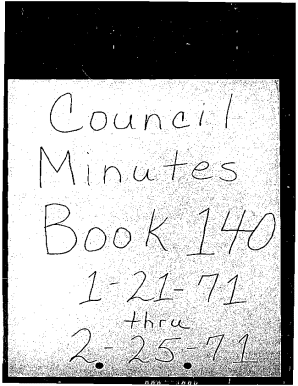 Council
Minutes
Book 140
1-21-71
thru
2-25-71